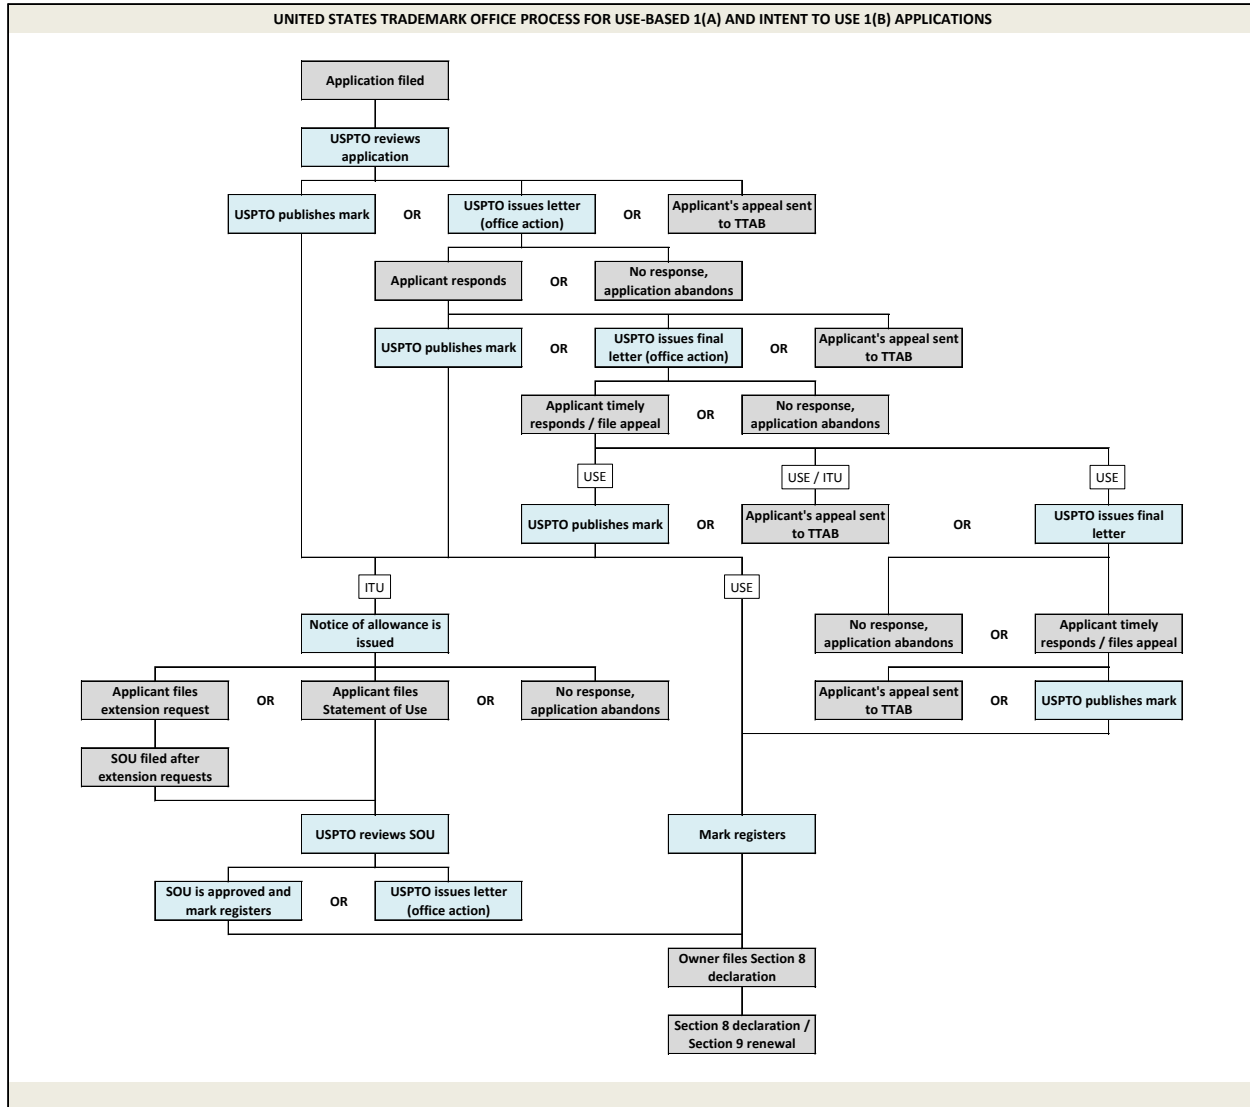 UNITED STATES TRADEMARK OFFICE PROCESS FOR USE-BASED 1(A) AND INTENT TO USE 1(B) APPLICATIONS
Application filed
USPTO reviews
application
USPTO publishes mark
OR
USPTO issues letter
(office action)
OR
Applicant's appeal sent
to TTAB
Applicant responds
OR
No response,
application abandons
USPTO publishes mark
OR
USPTO issues final
letter (office action)
OR
Applicant's appeal sent
to TTAB
Applicant timely
responds / file appeal
OR
No response,
application abandons
USE
USE / ITU
USE
USPTO publishes mark
OR
Applicant's appeal sent
to TTAB
OR
USPTO issues final
letter
ITU
USE
Notice of allowance is
issued
No response,
application abandons
OR
Applicant timely
responds / files appeal
Applicant files
extension request
OR
Applicant files
Statement of Use
OR
No response,
application abandons
Applicant's appeal sent
to TTAB
OR
USPTO publishes mark
SOU filed after
extension requests
USPTO reviews SOU
Mark registers
SOU is approved and
mark registers
OR
USPTO issues letter
(office action)
Owner files Section 8
declaration
Section 8 declaration /
Section 9 renewal